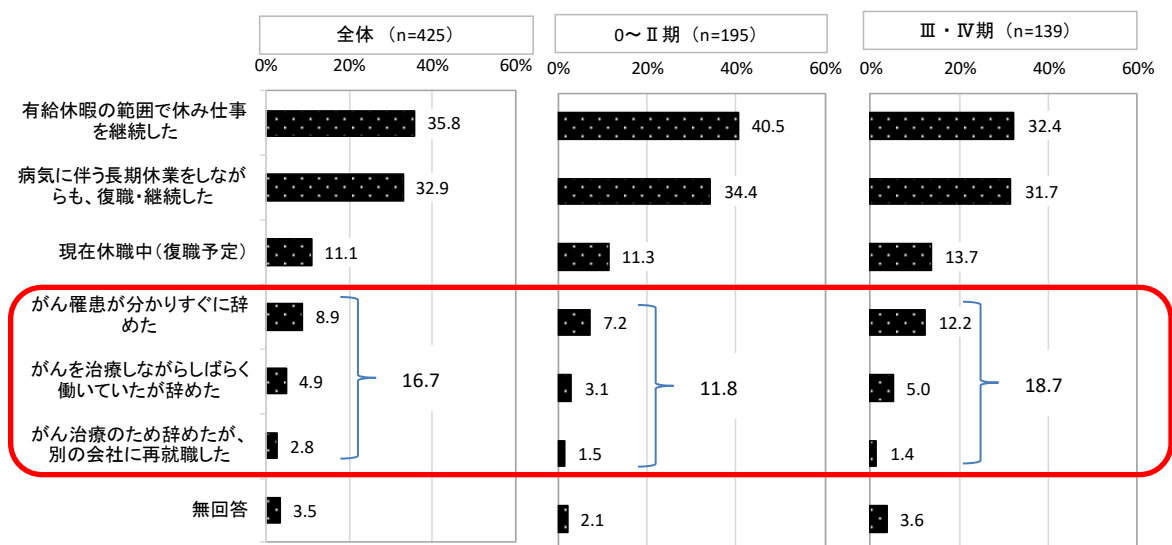 全体 (n=425)
0～Ⅱ期 (n=195)
Ⅲ・Ⅳ期 (n=139)
0% 20% 40% 60%
0% 20% 40% 60%
0% 20% 40% 60%
有給休暇の範囲で休み仕事
を継続した
35.8
40.5
32.4
病気に伴う長期休業をしなが
らも、復職・継続した
32.9
34.4
31.7
現在休職中(復職予定)
11.1
11.3
13.7
がん罹患が分かりすぐに辞
めた
8.9
7.2
12.2
がんを治療しながらしばらく
働いていたが辞めた
4.9
16.7
3.1
11.8
5.0
18.7
がん治療のため辞めたが、
別の会社に再就職した
2.8
1.5
1.4
無回答
3.5
2.1
3.6